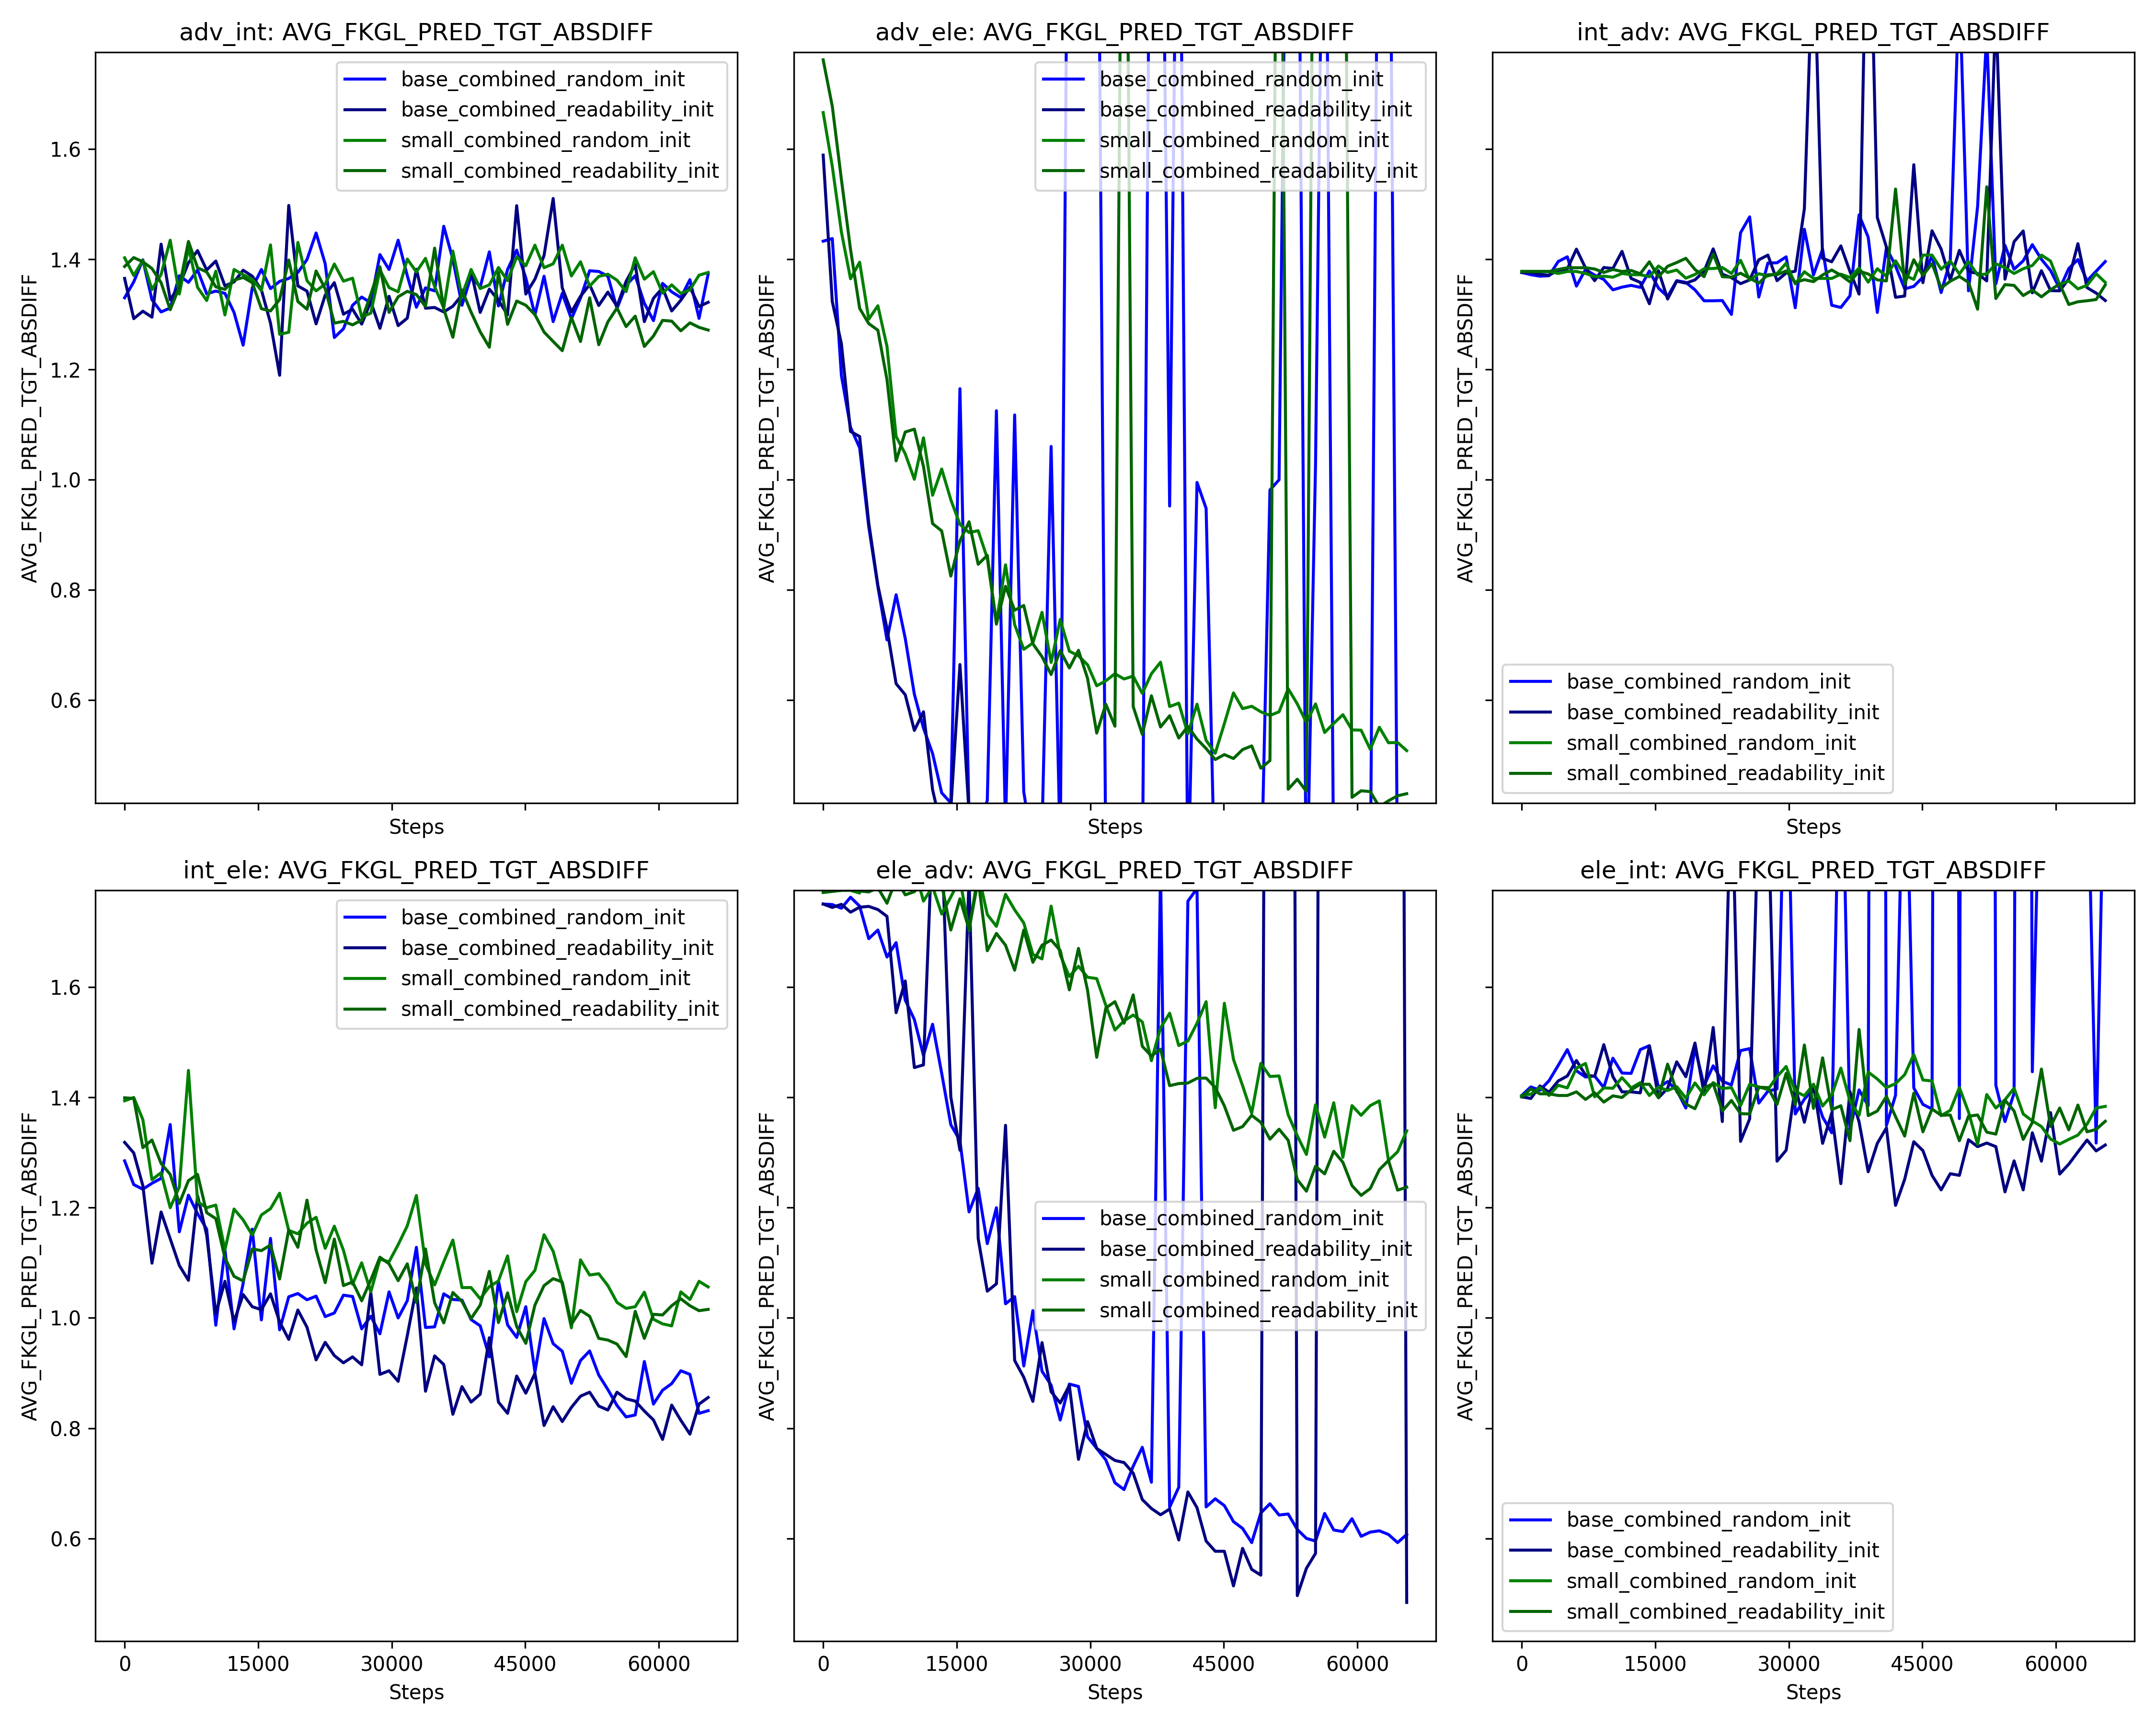 adv_int: AVG_FKGL_PRED_TGT_ABSDIFF
base_combined_random_init
base_combined_readability_init
small_combined_random_init
small_combined_readability_init
AVG_FKGL_PRED_TGT_ABSDIFF
1.6
1.4
1.2
1.0
0.8
0.6
Steps
adv_ele: AVG_FKGL_PRED_TGT_ABSDIFF
base_combined_random_init
base_combined_readability_init
small_combined_random_init
small_combined_readability_init
AVG_FKGL_PRED_TGT_ABSDIFF
Steps
int_adv: AVG_FKGL_PRED_TGT_ABSDIFF
AVG_FKGL_PRED_TGT_ABSDIFF
base_combined_random_init
base_combined_readability_init
small_combined_random_init
small_combined_readability_init
Steps
int_ele: AVG_FKGL_PRED_TGT_ABSDIFF
base_combined_random_init
base_combined_readability_init
small_combined_random_init
small_combined_readability_init
AVG_FKGL_PRED_TGT_ABSDIFF
1.6
1.4
1.2
1.0
0.8
0.6
0 15000 30000 45000 60000
Steps
ele_adv: AVG_FKGL_PRED_TGT_ABSDIFF
AVG_FKGL_PRED_TGT_ABSDIFF
base_combined_random_init
base_combined_readability_init
small_combined_random_init
small_combined_readability_init
0 15000 30000 45000 60000
Steps
ele_int: AVG_FKGL_PRED_TGT_ABSDIFF
AVG_FKGL_PRED_TGT_ABSDIFF
base_combined_random_init
base_combined_readability_init
small_combined_random_init
small_combined_readability_init
0 15000 30000 45000 60000
Steps